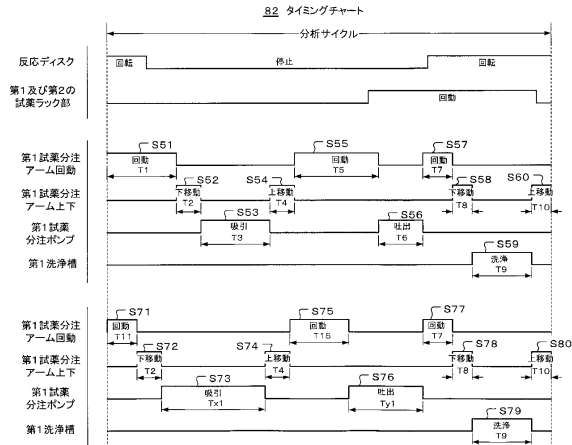 82 タイミングチャート
分析サイクル
反応ディスク
回転 停止 回転
第1及び第2の
試薬ラック部
回動
S51 S55 S57
第1試薬分注
アーム回動
回動 回動 回動
T1 T5 T7
S52 S54 S58 S60
第1試薬分注
アーム上下
下移動 上移動 下移動 上移動
T2 T4 T8 T10
S53 S56
第1試薬
分注ポンプ
吸引 吐出
T3 T6
S59
第1洗浄槽
洗浄
T9
S71 S75 S77
第1試薬分注
アーム回動
回動 回動 回動
T11 T15 T7
S72 S74 S78 S80
第1試薬分注
アーム上下
下移動 上移動 下移動 上移動
T2 T4 T8 T10
S73 S76
第1試薬
分注ポンプ
吸引 吐出
Tx1 Ty1
S79
第1洗浄槽
洗浄
T9